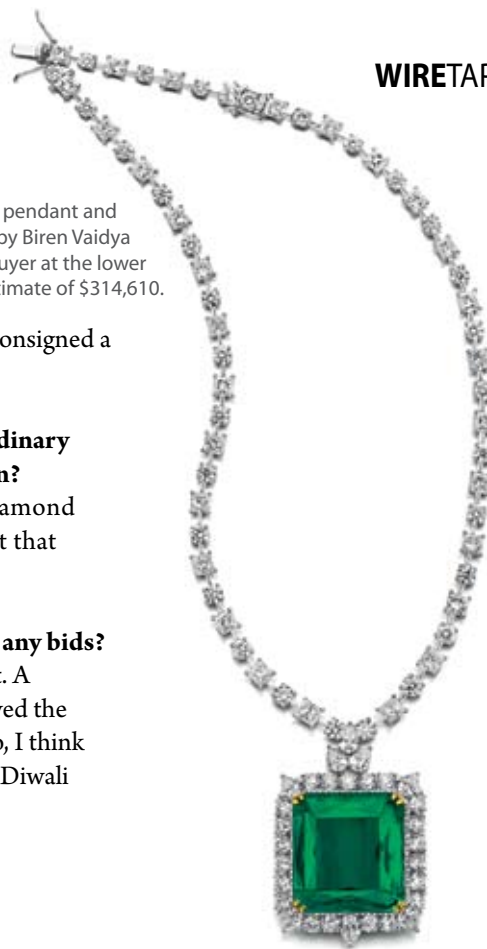 WIRETAP
pendant and
by Biren Vaidya
uyer at the lower
timate of $314,610.
onsigned a
dinary
n?
amond
t that
any bids?
t. A
ved the
o, I think
Diwali